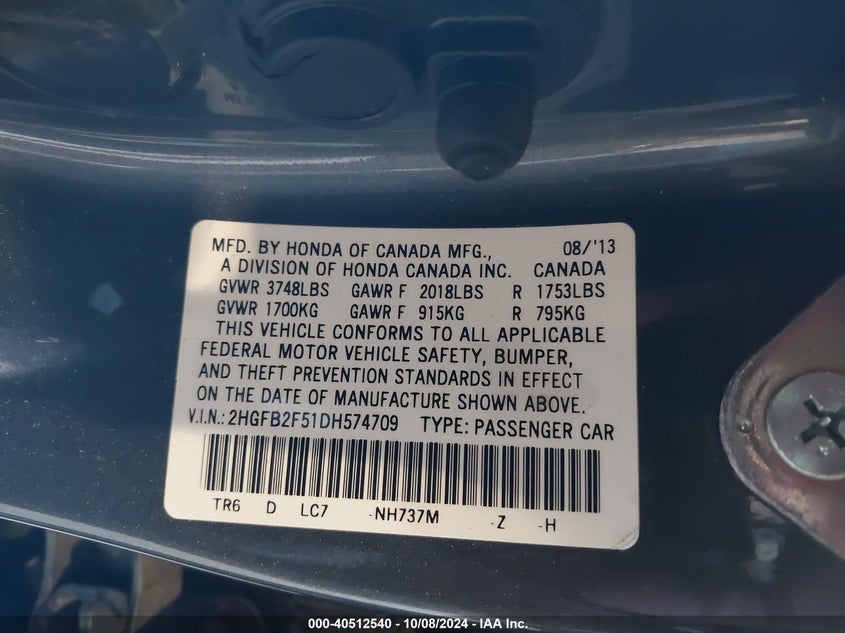 MFD. BY HONDA OF CANADA MFG., 08/'13
A DIVISION OF HONDA CANADA INC. CANADA
GVWR 3748LBS GAWR F 2018LBS R 1753LBS
GVWR 1700KG GAWR F 915KG R 795KG
THIS VEHICLE CONFORMS TO ALL APPLICABLE
FEDERAL MOTOR VEHICLE SAFETY, BUMPER,
AND THEFT PREVENTION STANDARDS IN EFFECT
ON THE DATE OF MANUFACTURE SHOWN ABOVE.
V.I.N.: 2HGFB2F51DH574709 TYPE: PASSENGER CAR
TR6 D LC7 -NH737M -Z -H
000-40512540 - 10/08/2024 - IAA Inc.